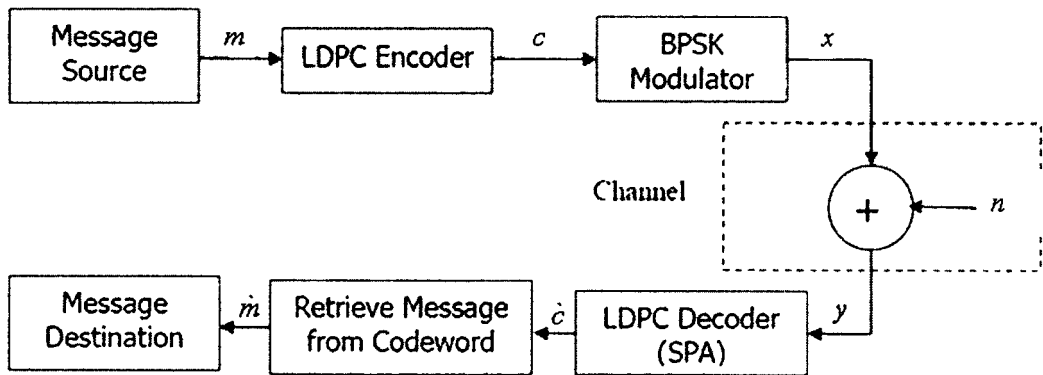 Message
Source
m
LDPC Encoder
c
BPSK
Modulator
x
Channel
+
n
Message
Destination
ṁ
Retrieve Message
from Codeword
ċ
LDPC Decoder
(SPA)
y